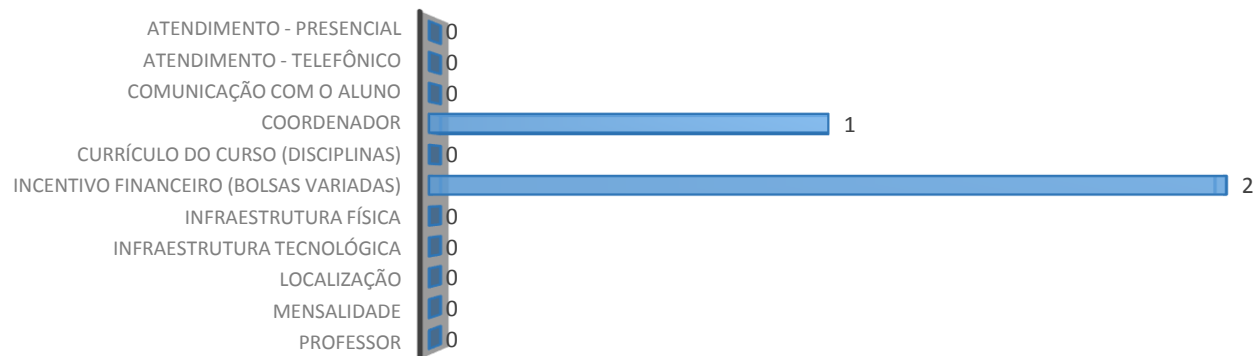 ATENDIMENTO - PRESENCIAL 0
ATENDIMENTO - TELEFÔNICO 0
COMUNICAÇÃO COM O ALUNO 0
COORDENADOR 1
CURRÍCULO DO CURSO (DISCIPLINAS) 0
INCENTIVO FINANCEIRO (BOLSAS VARIADAS) 2
INFRAESTRUTURA FÍSICA 0
INFRAESTRUTURA TECNOLÓGICA 0
LOCALIZAÇÃO 0
MENSALIDADE 0
PROFESSOR 0